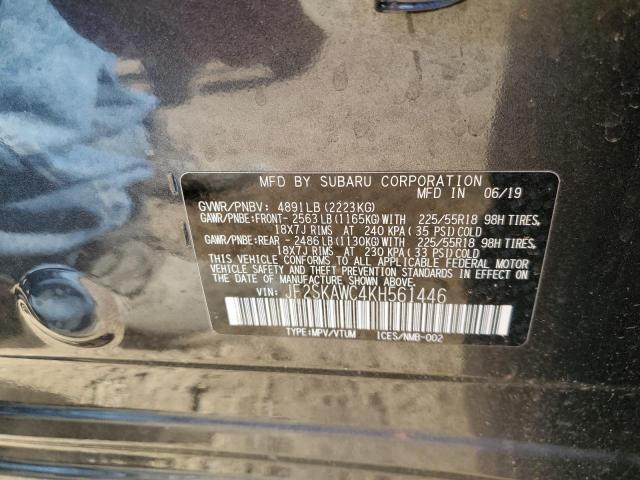 MFD BY SUBARU CORPORATION
MFD IN 06/19
GVWR/PNBV: 4891LB (2223KG)
GAWR/PNBE:FRONT- 2563LB (1165KG) WITH 225/55R18 98H TIRES,
18X7J RIMS AT 240 KPA (35 PSI) COLD
GAWR/PNBE:REAR - 2486LB (1130KG) WITH 225/55R18 98H TIRES,
18X7J RIMS AT 230 KPA (33 PSI) COLD
THIS VEHICLE CONFORMS TO ALL APPLICABLE FEDERAL MOTOR
VEHICLE SAFETY AND THEFT PREVENTION STANDARDS IN EFFECT ON
THE DATE OF MANUFACTURE SHOWN ABOVE.
VIN: JF2SKAWC4KH561446
TYPE:MPV/VTUM ICES/NMB-002